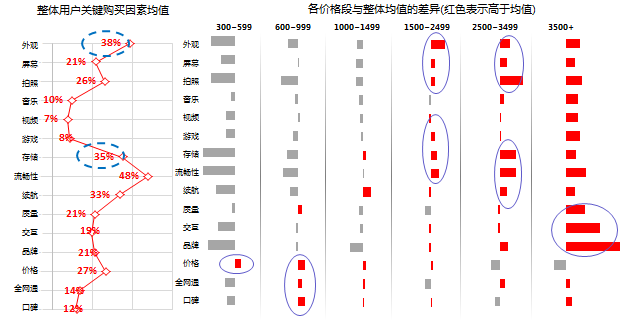 整体用户关键购买因素均值
各价格段与整体均值的差异(红色表示高于均值)
300-599 600-999 1000-1499 1500-2499 2500-3499 3500+
外观 38% 外观
屏幕 21% 屏幕
拍照 26% 拍照
音乐 10% 音乐
视频 7% 视频
游戏 8% 游戏
存储 35% 存储
流畅性 48% 流畅性
续航 33% 续航
质量 21% 质量
交互 19% 交互
品牌 21% 品牌
价格 27% 价格
全网通 14% 全网通
口碑 12% 口碑